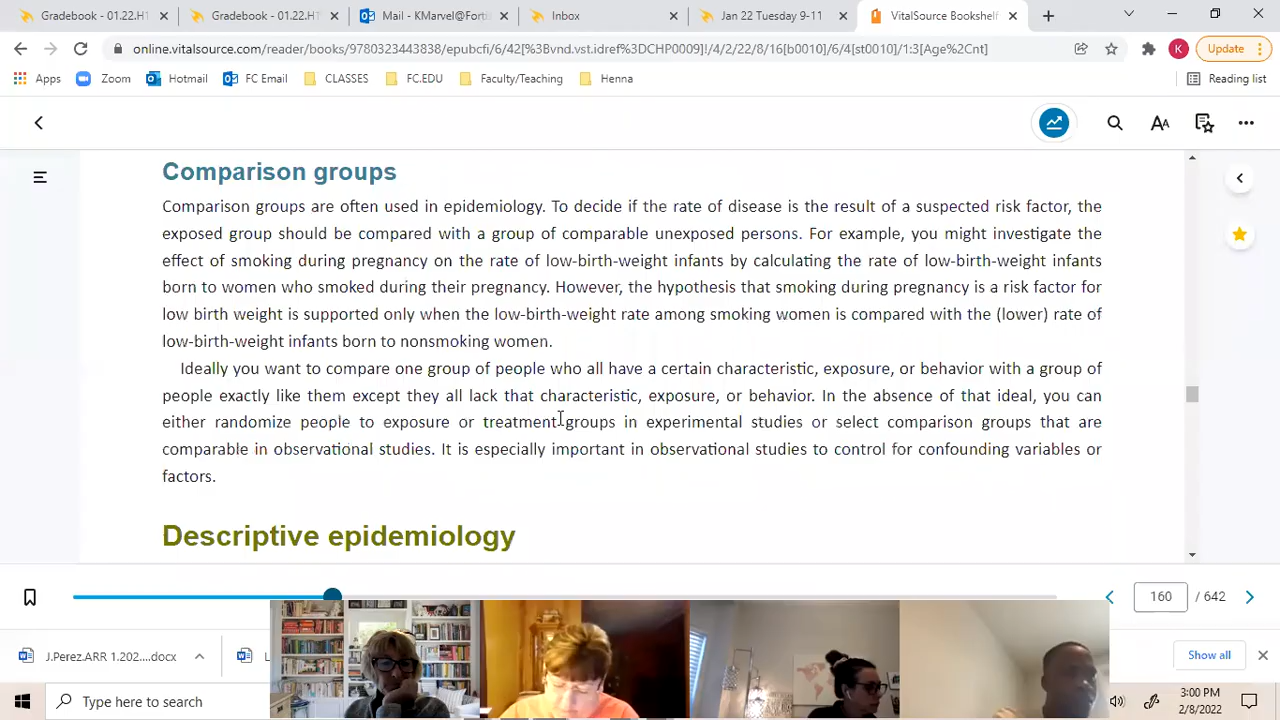 Gradebook - 01.22.H1
Gradebook - 01.22.H1
Mail - KMarvel@Forti
Inbox
Jan 22 Tuesday 9-11
VitalSource Bookshelf
online.vitalsource.com/reader/books/9780323443838/epubcfi/6/42[%3Bvnd.vst.idref%3DCHP0009]!/4/2/22/8/16[b0010]/6/4[st0010]/1:3[Age%2Cnt]
K
Update
Apps
Zoom
Hotmail
FC Email
CLASSES
FC.EDU
Faculty/Teaching
Henna
Reading list
Comparison groups
Comparison groups are often used in epidemiology. To decide if the rate of disease is the result of a suspected risk factor, the
exposed group should be compared with a group of comparable unexposed persons. For example, you might investigate the
effect of smoking during pregnancy on the rate of low-birth-weight infants by calculating the rate of low-birth-weight infants
born to women who smoked during their pregnancy. However, the hypothesis that smoking during pregnancy is a risk factor for
low birth weight is supported only when the low-birth-weight rate among smoking women is compared with the (lower) rate of
low-birth-weight infants born to nonsmoking women.
Ideally you want to compare one group of people who all have a certain characteristic, exposure, or behavior with a group of
people exactly like them except they all lack that characteristic, exposure, or behavior. In the absence of that ideal, you can
either randomize people to exposure or treatment groups in experimental studies or select comparison groups that are
comparable in observational studies. It is especially important in observational studies to control for confounding variables or
factors.
Descriptive epidemiology
160 / 642
J.Perez.ARR 1.202....docx
L
Show all
Type here to search
3:00 PM
2/8/2022